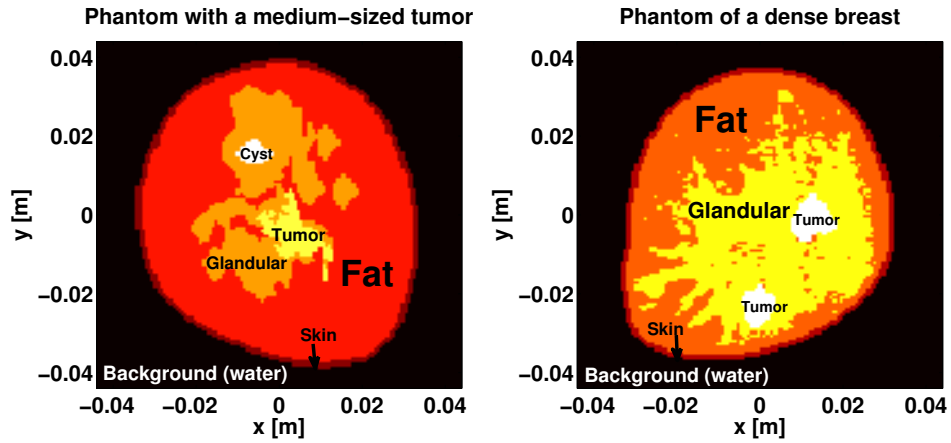 Phantom with a medium−sized tumor
0.04
0.02
0
−0.02
−0.04
y [m]
Cyst
Tumor
Glandular
Fat
Skin
Background (water)
−0.04 −0.02 0 0.02 0.04
x [m]
Phantom of a dense breast
0.04
0.02
0
−0.02
−0.04
y [m]
Fat
Glandular
Tumor
Tumor
Skin
Background (water)
−0.04 −0.02 0 0.02 0.04
x [m]